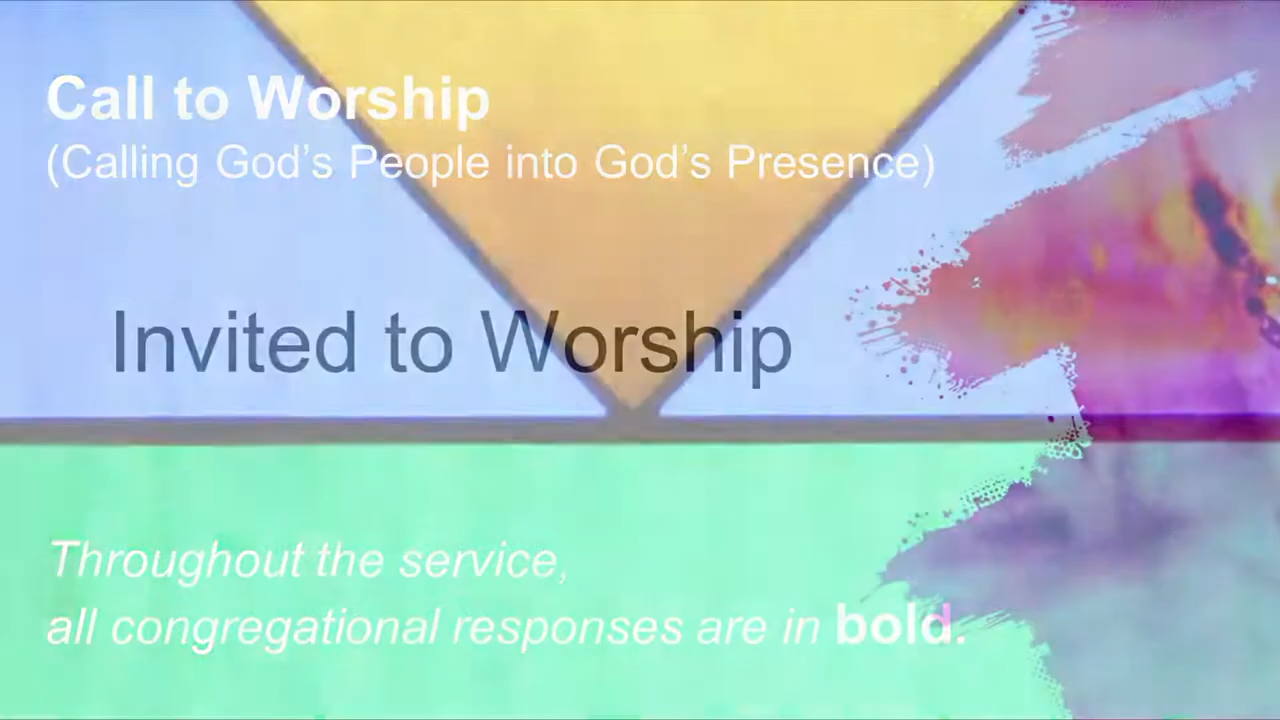 Call to Worship
(Calling God’s People into God’s Presence)
Invited to Worship
Throughout the service,
all congregational responses are in bold.